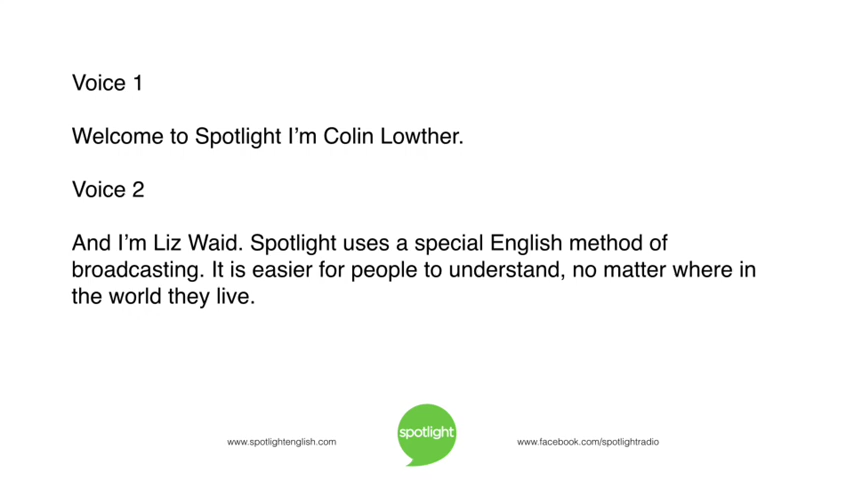 Voice 1
Welcome to Spotlight I’m Colin Lowther.
Voice 2
And I’m Liz Waid. Spotlight uses a special English method of
broadcasting. It is easier for people to understand, no matter where in
the world they live.
spotlight
www.spotlightenglish.com
www.facebook.com/spotlightradio